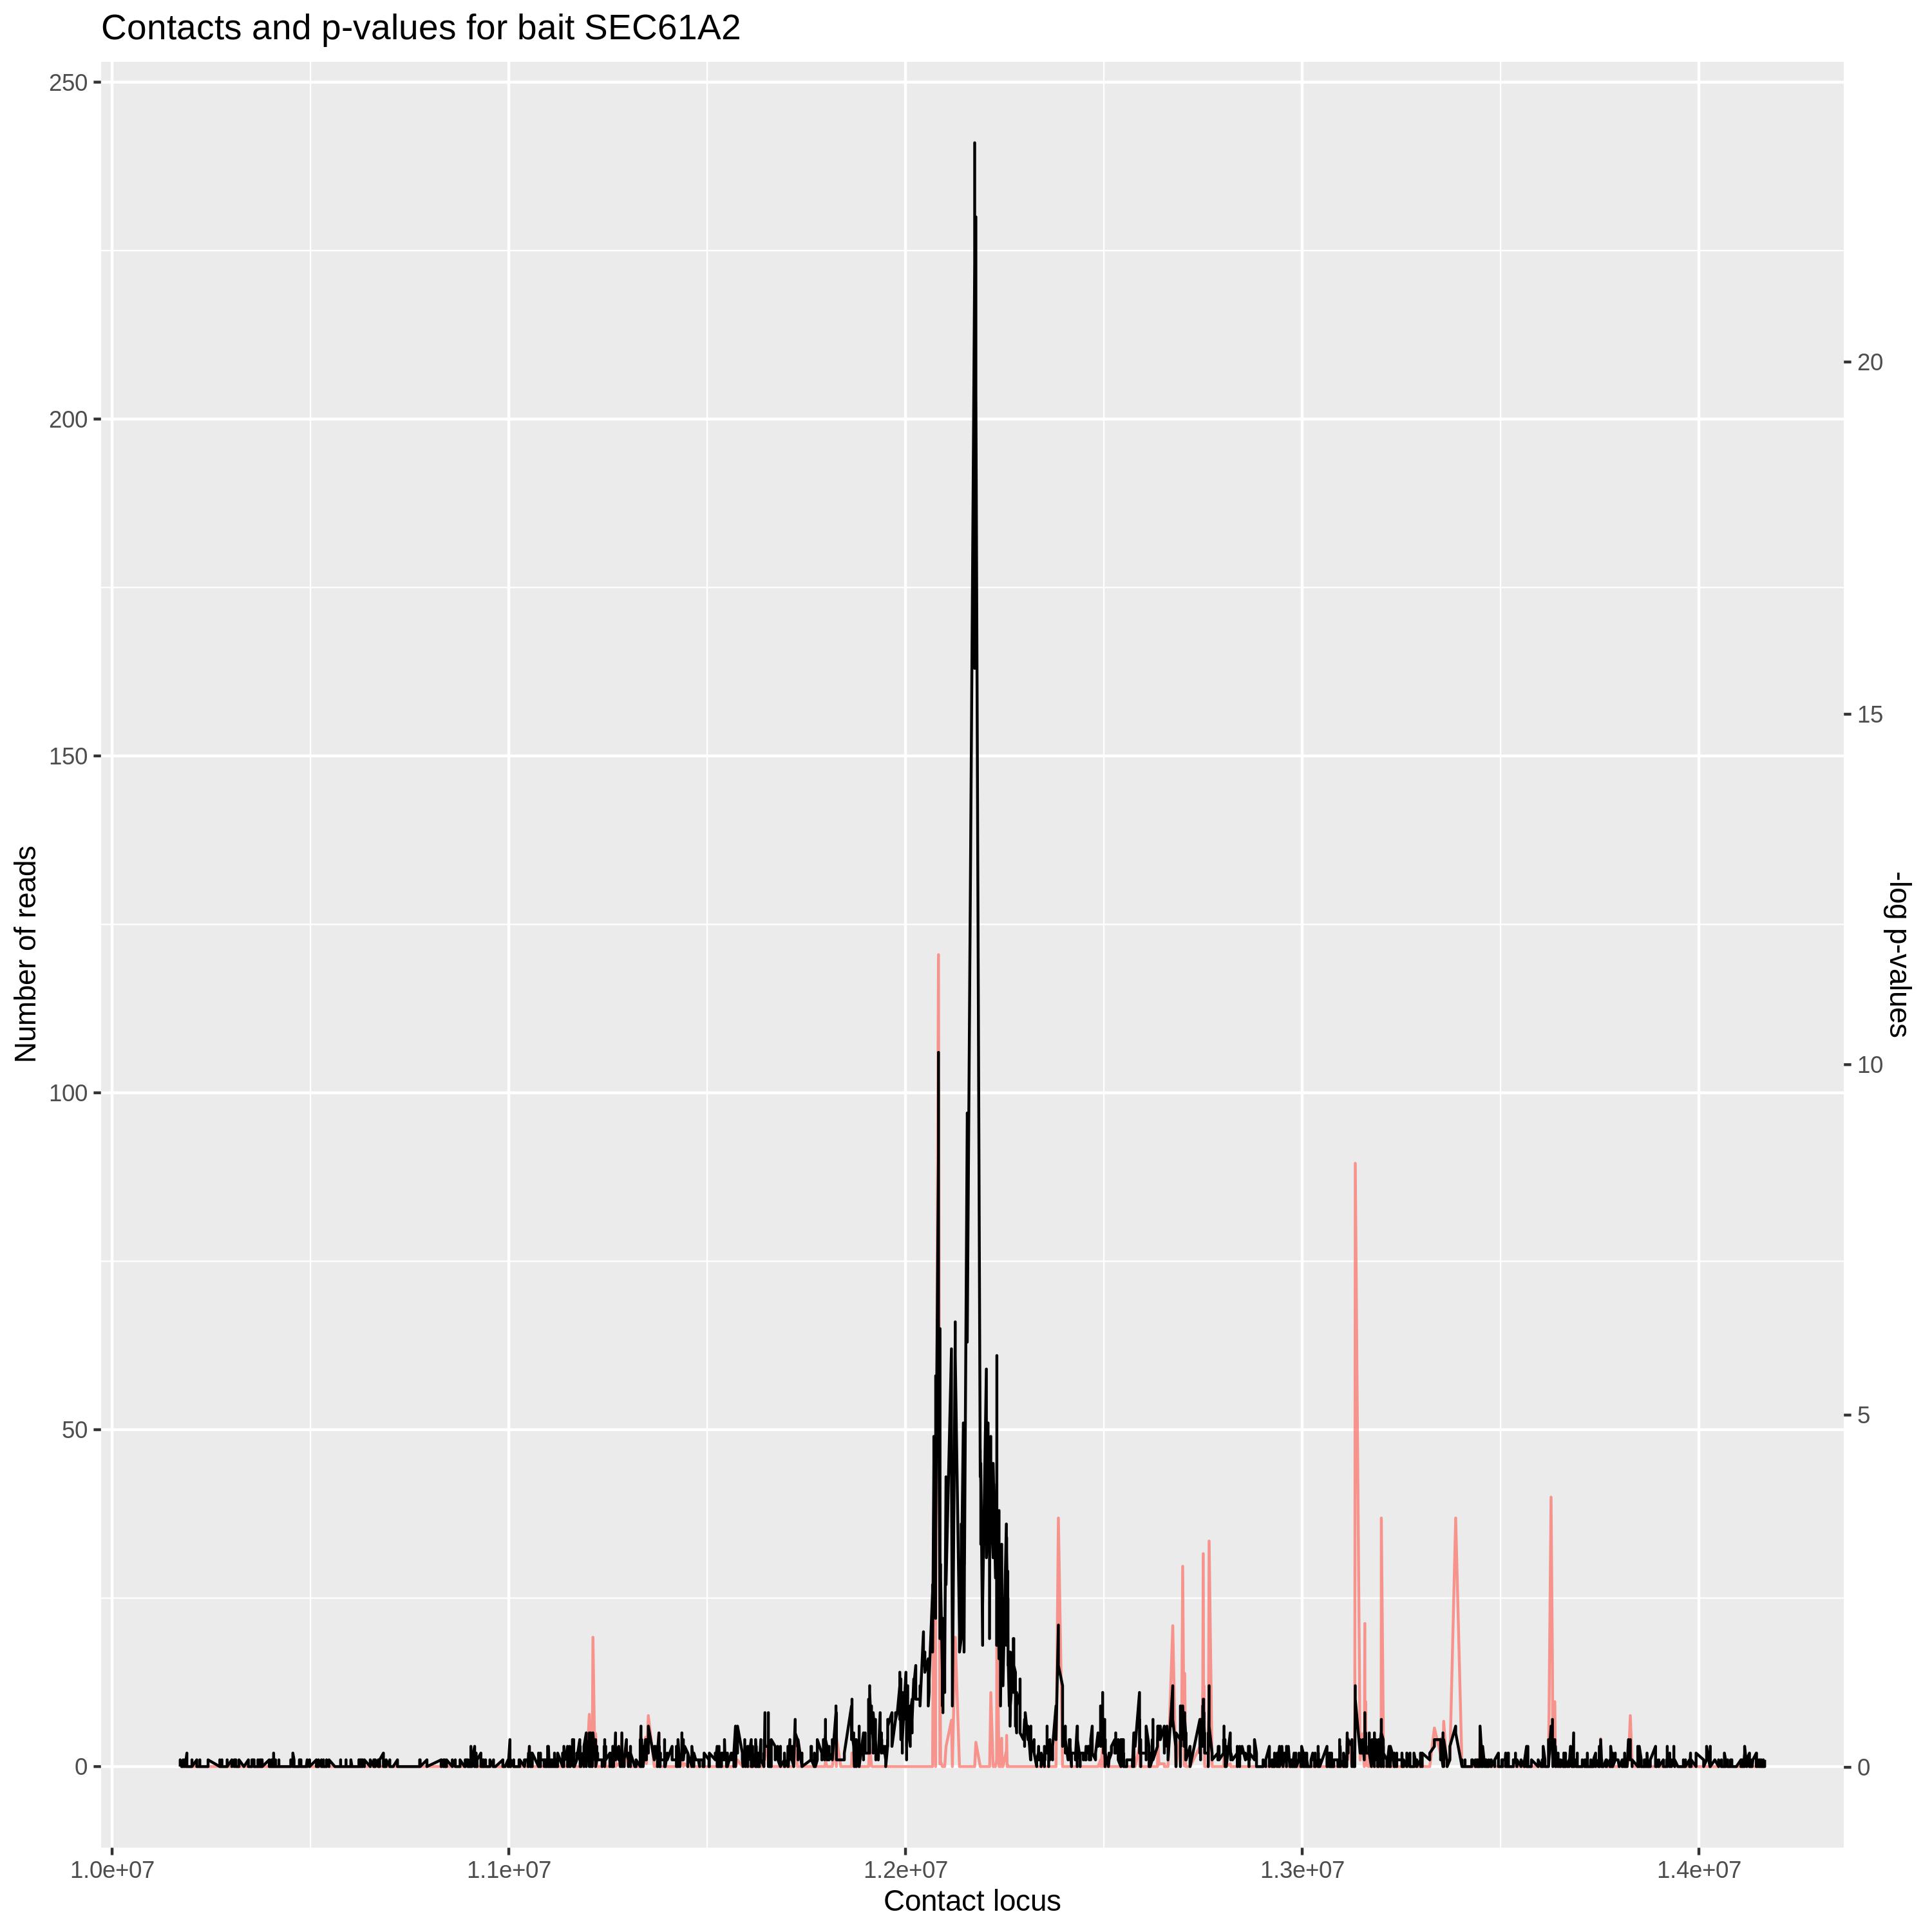 Contacts and p-values for bait SEC61A2
250
200
150
100
50
0
Number of reads
20
15
10
5
0
-log p-values
1.0e+07
1.1e+07
1.2e+07
1.3e+07
1.4e+07
Contact locus